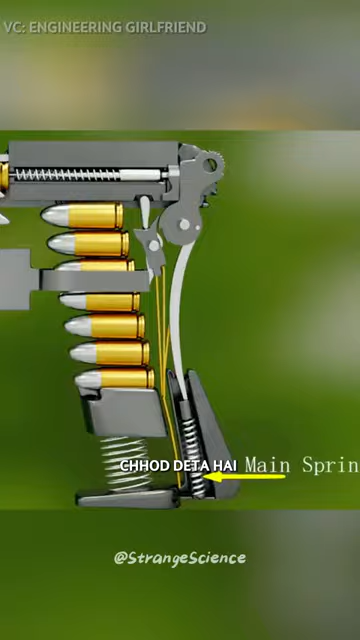 VC: ENGINEERING GIRLFRIEND
CHHOD DETA HAI
Main Sprin
@StrangeScience